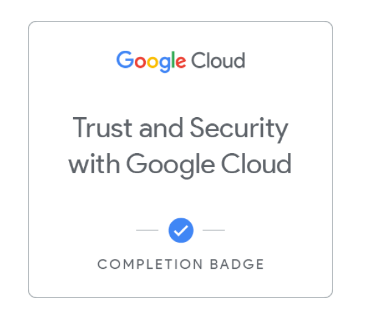 Google Cloud
Trust and Security
with Google Cloud
COMPLETION BADGE